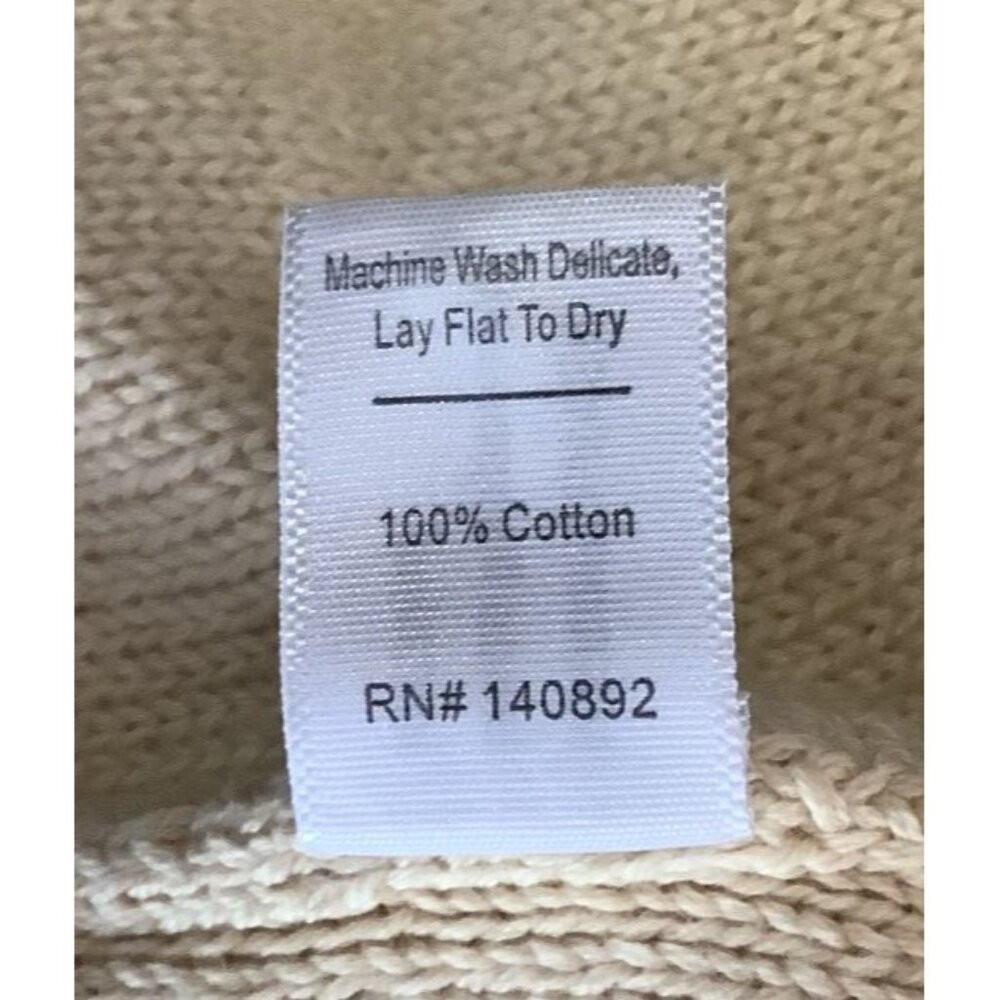 Machine Wash Delicate,
Lay Flat To Dry
100% Cotton
RN# 140892